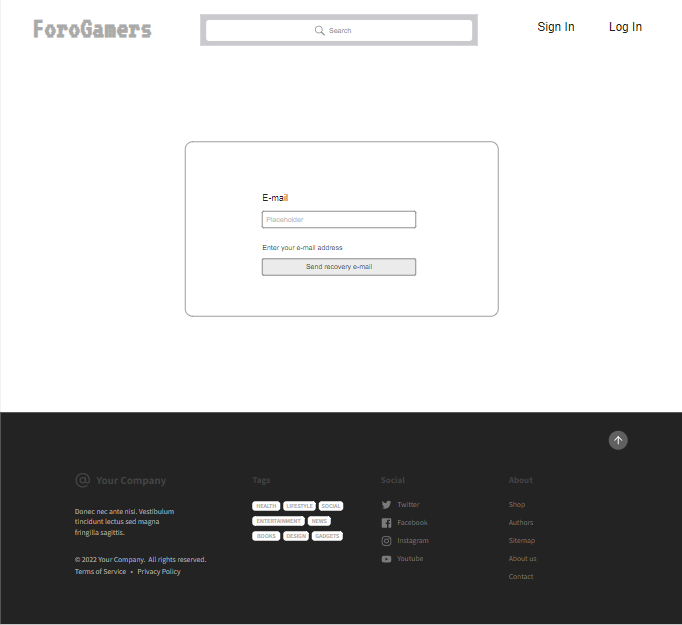 ForoGamers
Search
Sign In
Log In
E-mail
Placeholder
Enter your e-mail address
Send recovery e-mail
@ Your Company
Donec nec ante nisi. Vestibulum
tincidunt lectus sed magna
fringilla sagittis.
© 2022 Your Company. All rights reserved.
Terms of Service • Privacy Policy
Tags
HEALTH LIFESTYLE SOCIAL
ENTERTAINMENT NEWS
BOOKS DESIGN GADGETS
Social
Twitter
Facebook
Instagram
Youtube
About
Shop
Authors
Sitemap
About us
Contact